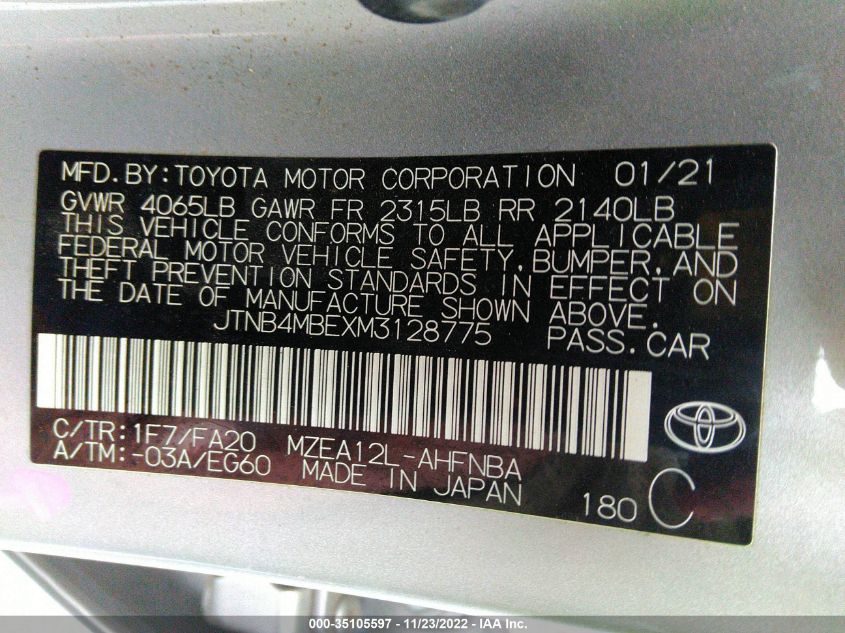 MFD. BY: TOYOTA MOTOR CORPORATION 01/21
GVWR 4065LB GAWR FR 2315LB RR 2140LB
THIS VEHICLE CONFORMS TO ALL APPLICABLE
FEDERAL MOTOR VEHICLE SAFETY, BUMPER, AND
THEFT PREVENTION STANDARDS IN EFFECT ON
THE DATE OF MANUFACTURE SHOWN ABOVE.
JTNB4MBEXM3128775 PASS. CAR
C/TR: 1F7/FA20 MZEA12L-AHFNBA
A/TM: -03A/EG60 MADE IN JAPAN
180 C
000-35105597 - 11/23/2022 - IAA Inc.